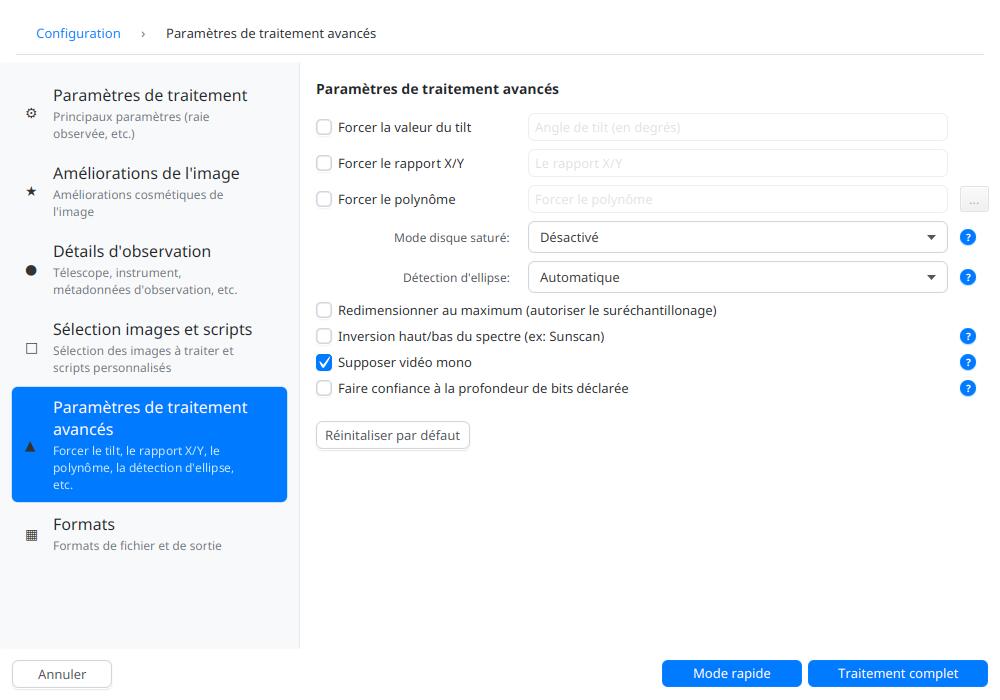 Configuration › Paramètres de traitement avancés
Paramètres de traitement
Principaux paramètres (raie
observée, etc.)
Améliorations de l'image
Améliorations cosmétiques de
l'image
Détails d'observation
Télescope, instrument,
métadonnées d'observation, etc.
Sélection images et scripts
Sélection des images à traiter et
scripts personnalisés
Paramètres de traitement
avancés
Forcer le tilt, le rapport X/Y, le
polynôme, la détection d'ellipse,
etc.
Formats
Formats de fichier et de sortie
Paramètres de traitement avancés
Forcer la valeur du tilt Angle de tilt (en degrés)
Forcer le rapport X/Y Le rapport X/Y
Forcer le polynôme Forcer le polynôme ...
Mode disque saturé: Désactivé ?
Détection d'ellipse: Automatique ?
Redimensionner au maximum (autoriser le suréchantillonage)
Inversion haut/bas du spectre (ex: Sunscan) ?
Supposer vidéo mono ?
Faire confiance à la profondeur de bits déclarée ?
Réinitaliser par défaut
Annuler Mode rapide Traitement complet